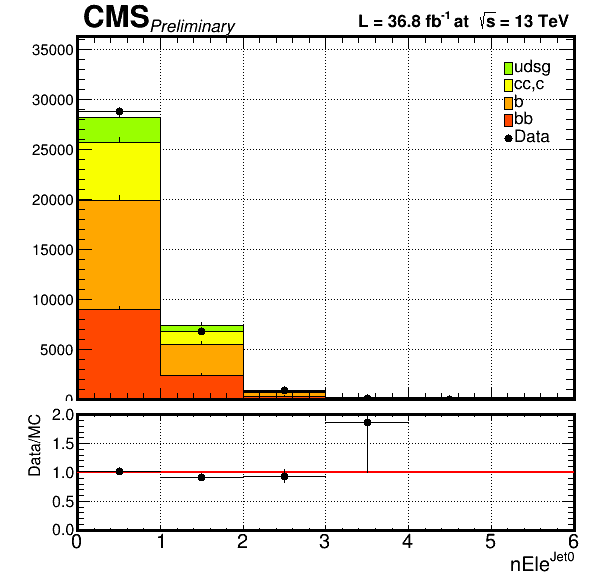 CMS Preliminary L = 36.8 fb⁻¹ at √s = 13 TeV
35000
30000
25000
20000
15000
10000
5000
0
udsg
cc,c
b
bb
Data
Data/MC
2.0
1.5
1.0
0.5
0.0
0 1 2 3 4 5 6
nEle^Jet0